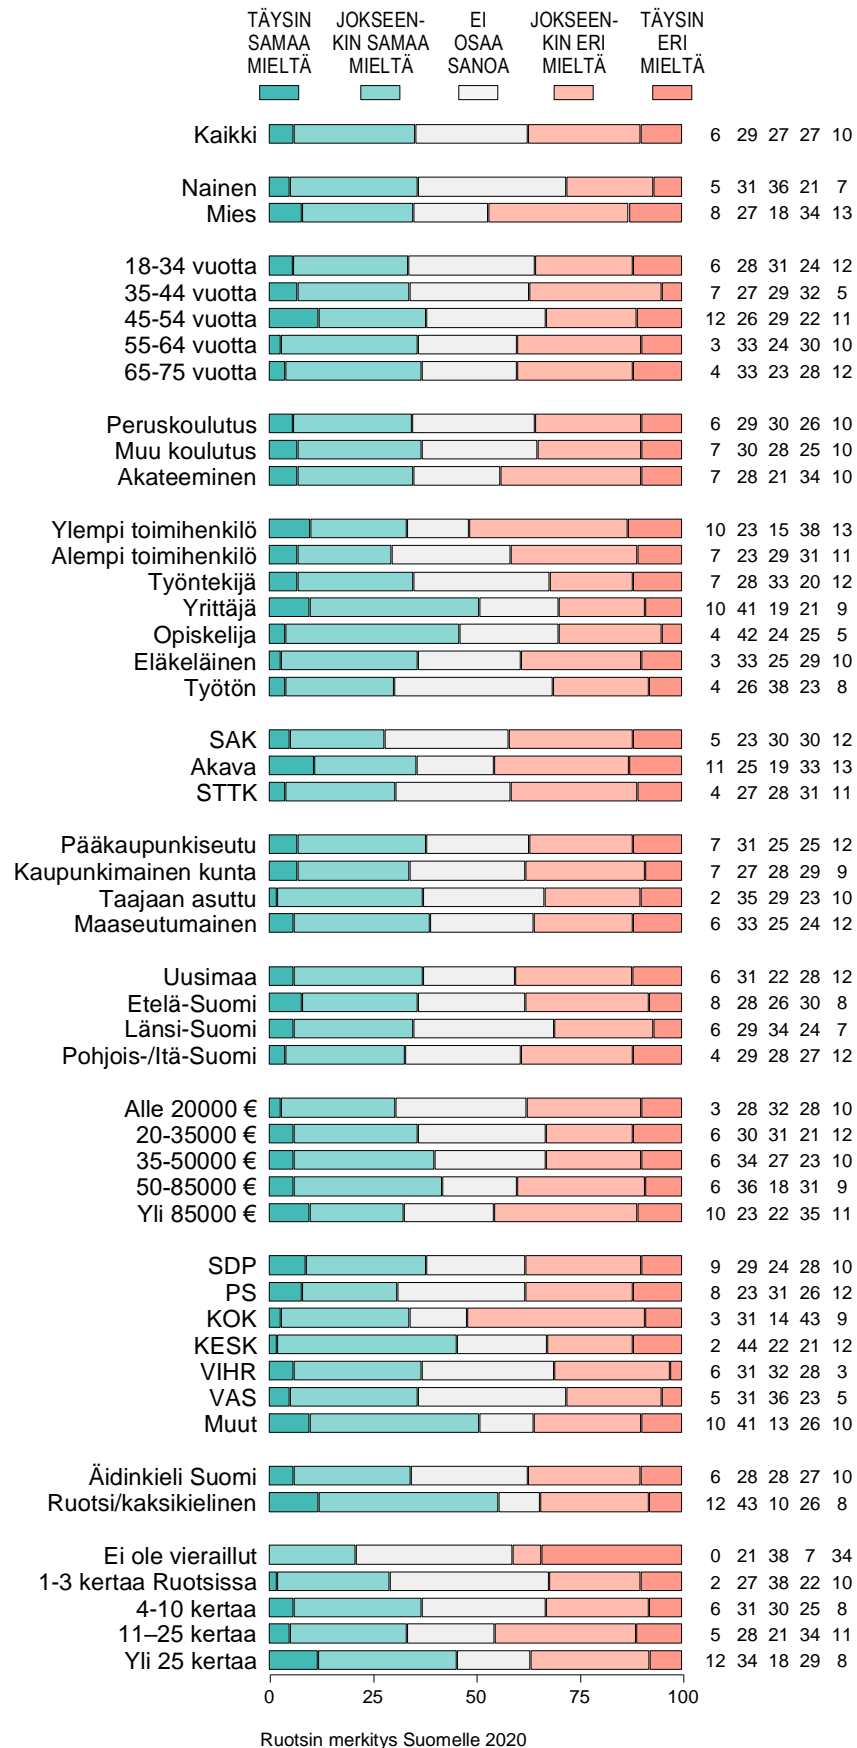 TÄYSIN JOKSEEN- EI JOKSEEN- TÄYSIN
SAMAA KIN SAMAA OSAA KIN ERI ERI
MIELTÄ MIELTÄ SANOA MIELTÄ MIELTÄ
Kaikki 6 29 27 27 10
Nainen 5 31 36 21 7
Mies 8 27 18 34 13
18-34 vuotta 6 28 31 24 12
35-44 vuotta 7 27 29 32 5
45-54 vuotta 12 26 29 22 11
55-64 vuotta 3 33 24 30 10
65-75 vuotta 4 33 23 28 12
Peruskoulutus 6 29 30 26 10
Muu koulutus 7 30 28 25 10
Akateeminen 7 28 21 34 10
Ylempi toimihenkilö 10 23 15 38 13
Alempi toimihenkilö 7 23 29 31 11
Työntekijä 7 28 33 20 12
Yrittäjä 10 41 19 21 9
Opiskelija 4 42 24 25 5
Eläkeläinen 3 33 25 29 10
Työtön 4 26 38 23 8
SAK 5 23 30 30 12
Akava 11 25 19 33 13
STTK 4 27 28 31 11
Pääkaupunkiseutu 7 31 25 25 12
Kaupunkimainen kunta 7 27 28 29 9
Taajaan asuttu 2 35 29 23 10
Maaseutumainen 6 33 25 24 12
Uusimaa 6 31 22 28 12
Etelä-Suomi 8 28 26 30 8
Länsi-Suomi 6 29 34 24 7
Pohjois-/Itä-Suomi 4 29 28 27 12
Alle 20000 € 3 28 32 28 10
20-35000 € 6 30 31 21 12
35-50000 € 6 34 27 23 10
50-85000 € 6 36 18 31 9
Yli 85000 € 10 23 22 35 11
SDP 9 29 24 28 10
PS 8 23 31 26 12
KOK 3 31 14 43 9
KESK 2 44 22 21 12
VIHR 6 31 32 28 3
VAS 5 31 36 23 5
Muut 10 41 13 26 10
Äidinkieli Suomi 6 28 28 27 10
Ruotsi/kaksikielinen 12 43 10 26 8
Ei ole vieraillut 0 21 38 7 34
1-3 kertaa Ruotsissa 2 27 38 22 10
4-10 kertaa 6 31 30 25 8
11–25 kertaa 5 28 21 34 11
Yli 25 kertaa 12 34 18 29 8
0 25 50 75 100
Ruotsin merkitys Suomelle 2020